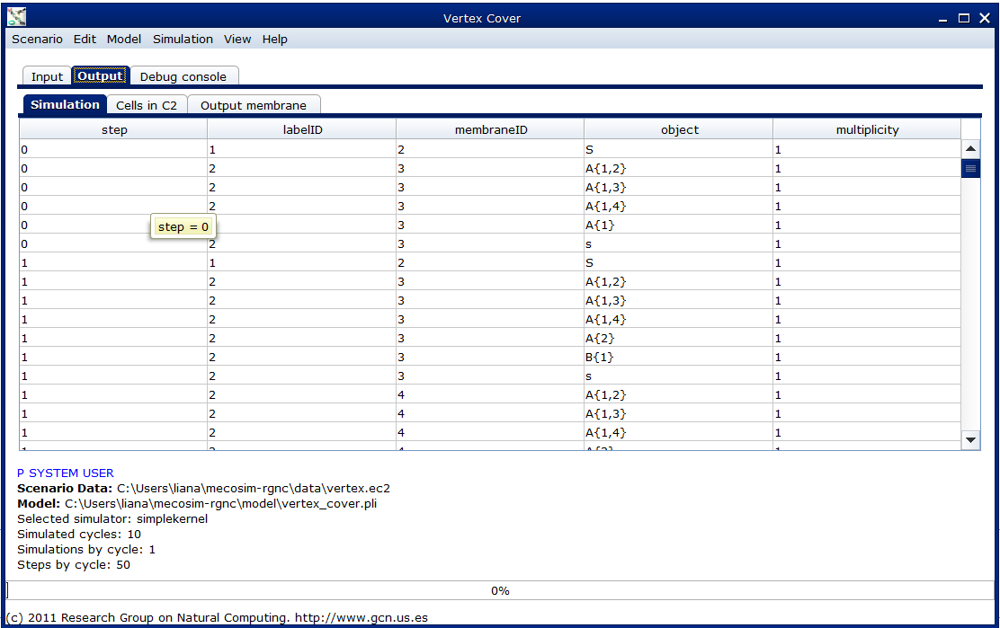 Vertex Cover
Scenario Edit Model Simulation View Help
Input Output Debug console
Simulation Cells in C2 Output membrane
step labelID membraneID object multiplicity
0 1 2 S 1
0 2 3 A{1,2} 1
0 2 3 A{1,3} 1
0 2 3 A{1,4} 1
0 3 A{1} 1
step = 0
0 2 3 s 1
1 1 2 S 1
1 2 3 A{1,2} 1
1 2 3 A{1,3} 1
1 2 3 A{1,4} 1
1 2 3 A{2} 1
1 2 3 B{1} 1
1 2 3 s 1
1 2 4 A{1,2} 1
1 2 4 A{1,3} 1
1 2 4 A{1,4} 1
P SYSTEM USER
Scenario Data: C:\Users\liana\mecosim-rgnc\data\vertex.ec2
Model: C:\Users\liana\mecosim-rgnc\model\vertex_cover.pli
Selected simulator: simplekernel
Simulated cycles: 10
Simulations by cycle: 1
Steps by cycle: 50
0%
(c) 2011 Research Group on Natural Computing. http://www.gcn.us.es